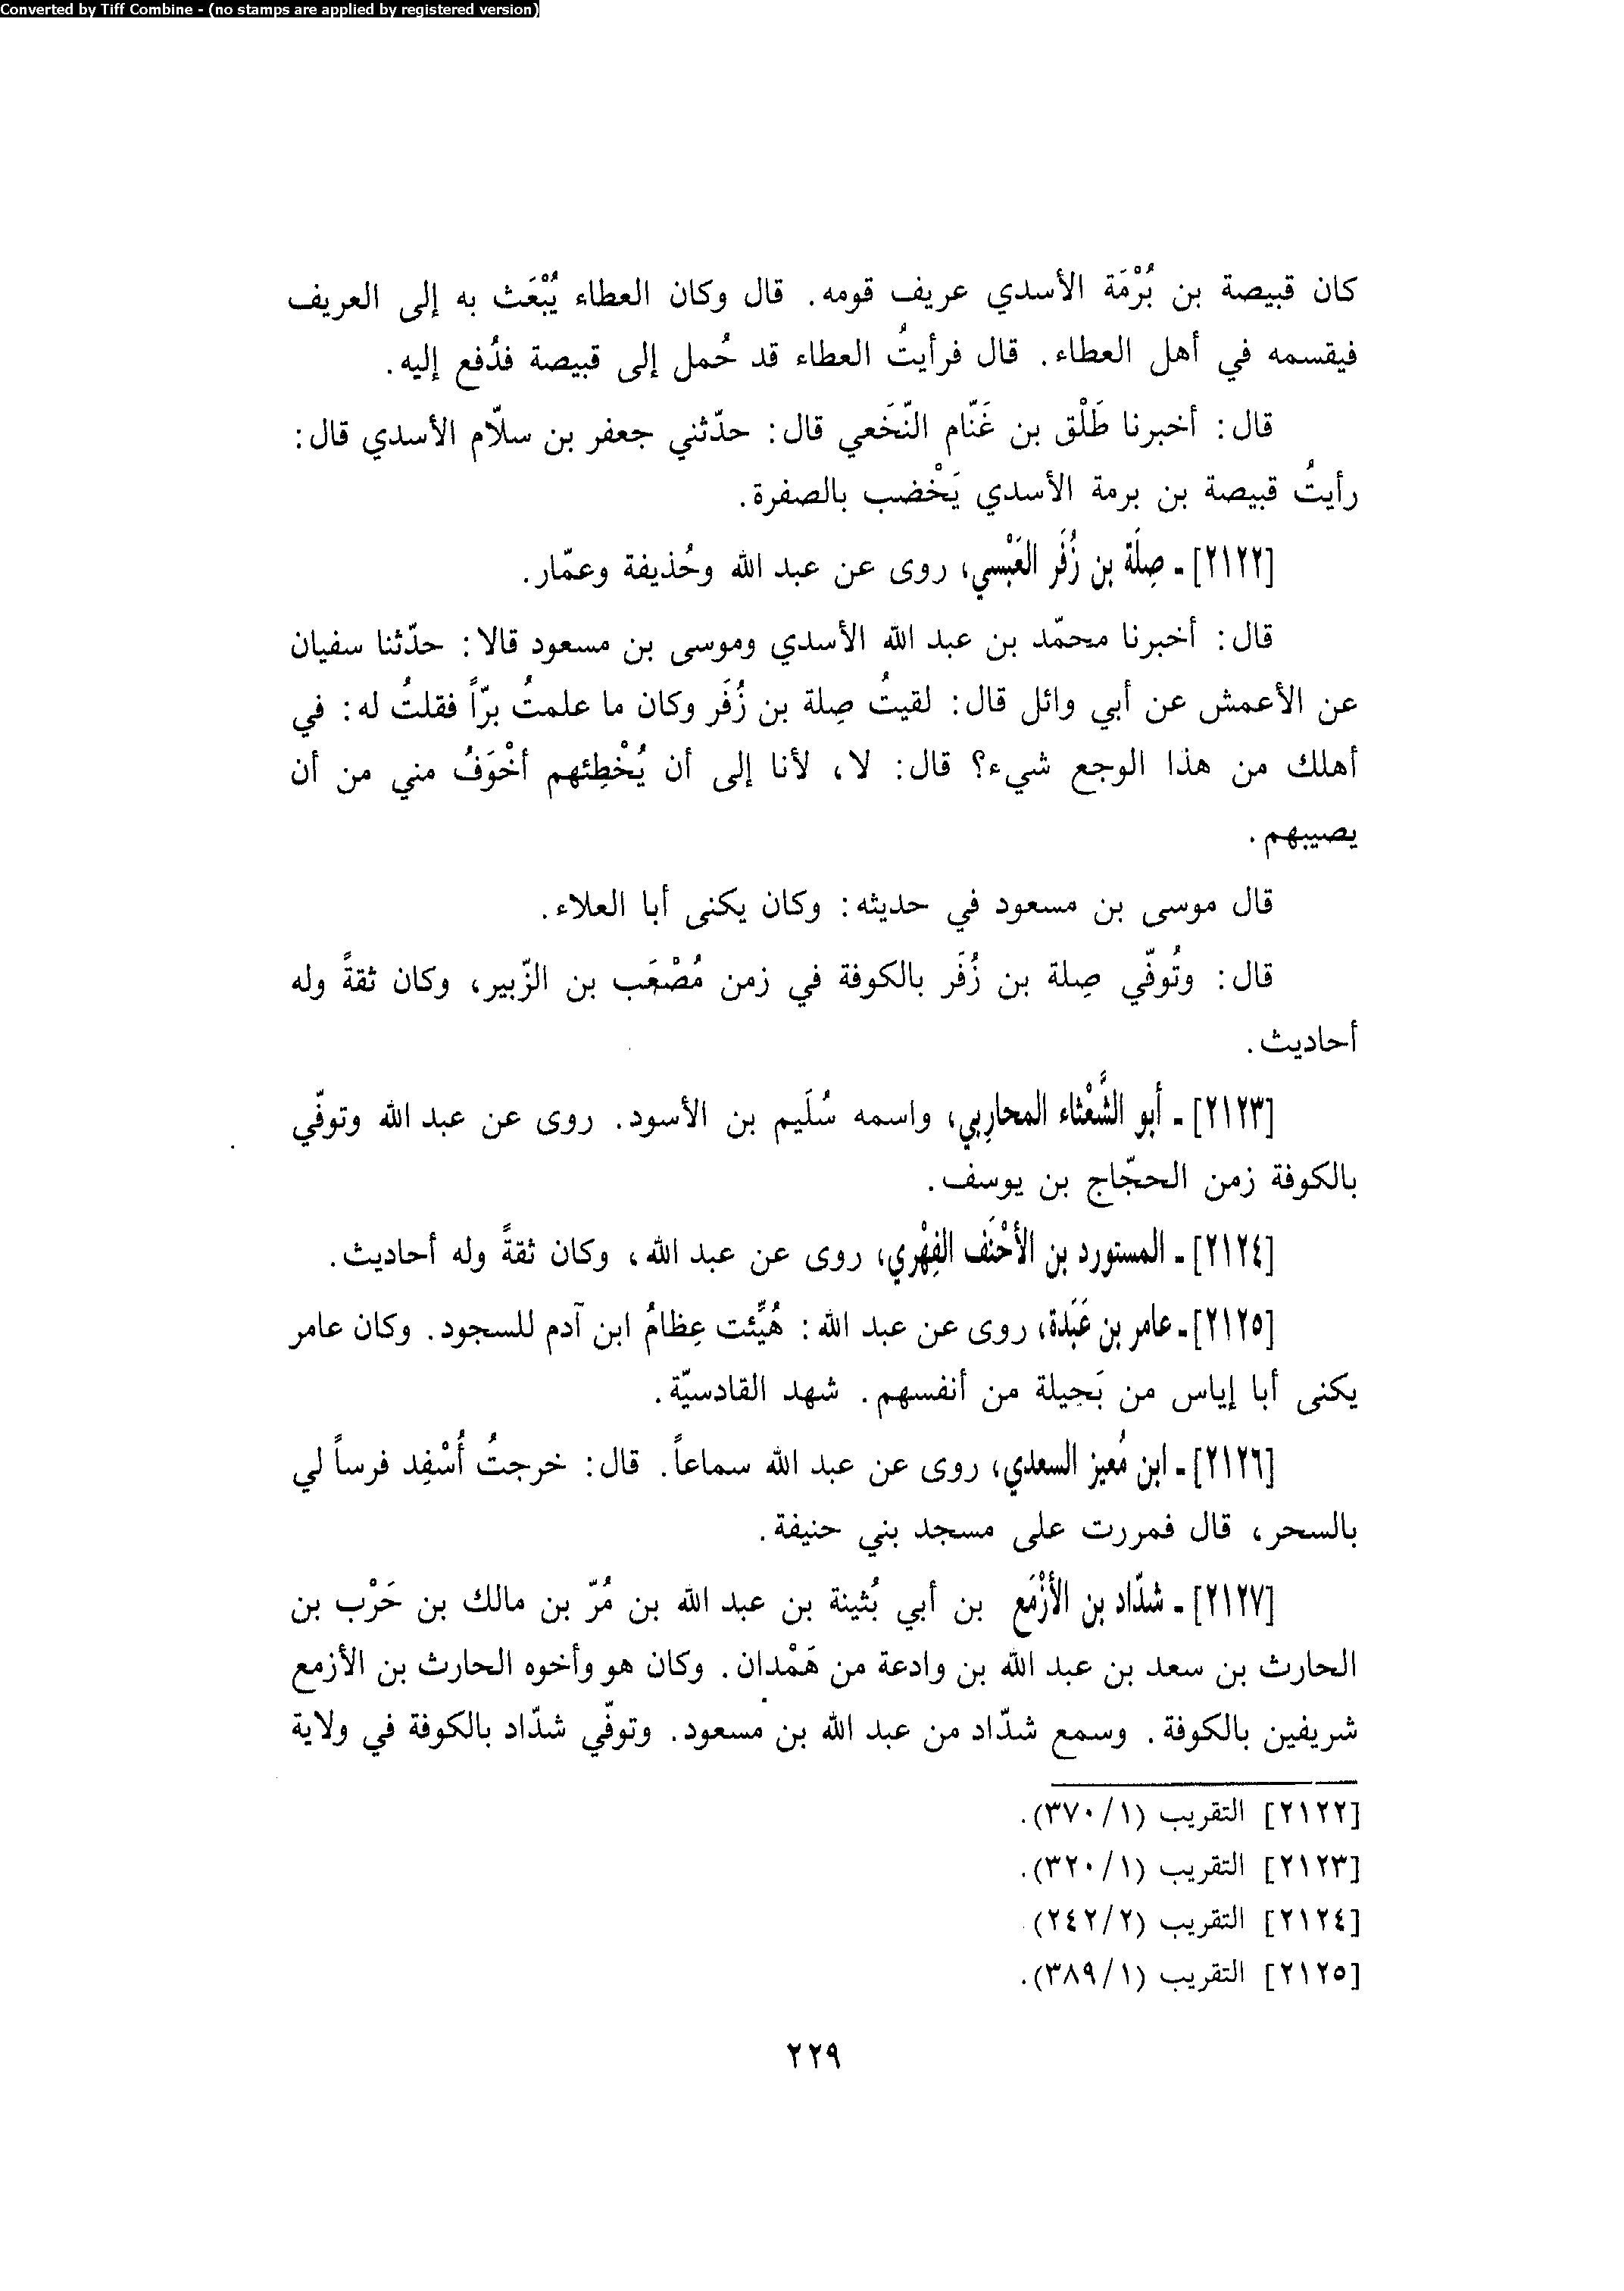 Converted by Tiff Combine - (no stamps are applied by registered version)
كان قبيصة بن بُرْمَة الأسدي عريف قومه. قال وكان العطاء يُبْعَث به إلى العريف
فيقسمه في أهل العطاء. قال فرأيتُ العطاء قد حُمل إلى قبيصة فدُفع إليه.
قال: أخبرنا طَلْق بن غَنّام النّخَعي قال: حدّثني جعفر بن سلاّم الأسدي قال:
رأيتُ قبيصة بن برمة الأسدي يَخْضب بالصفرة.
[٢١٢٢] ـ صِلَة بن زُفَر العَبْسي، روى عن عبد الله وحُذيفة وعمّار.
قال: أخبرنا محمّد بن عبد الله الأسدي وموسى بن مسعود قالا: حدّثنا سفيان
عن الأعمش عن أبي وائل قال: لقيتُ صِلة بن زُفَر وكان ما علمتُ برّاً فقلتُ له: في
أهلك من هذا الوجع شيء؟ قال: لا، لأنا إلى أن يُخْطِئهم أخْوَفُ مني من أن
يصيبهم.
قال موسى بن مسعود في حديثه: وكان يكنى أبا العلاء.
قال: وتُوفّي صِلة بن زُفَر بالكوفة في زمن مُصْعَب بن الزّبير، وكان ثقةً وله
أحاديث.
[٢١٢٣] ـ أبو الشَّعْثاء المحارِبي، واسمه سُلَيم بن الأسود. روى عن عبد الله وتوفّي
بالكوفة زمن الحجّاج بن يوسف.
[٢١٢٤] ـ المستورد بن الأحْنَف الفِهْري، روى عن عبد الله، وكان ثقةً وله أحاديث.
[٢١٢٥] ـ عامر بن عَبَدة، روى عن عبد الله: هُيِّئت عِظامُ ابن آدم للسجود. وكان عامر
يكنى أبا إياس من بَجيلة من أنفسهم. شهد القادسيّة.
[٢١٢٦] ـ ابن مُعيز السعدي، روى عن عبد الله سماعاً. قال: خرجتُ أُسْفِد فرساً لي
بالسحر، قال فمررت على مسجد بني حنيفة.
[٢١٢٧] ـ شدّاد بن الأزْمَع بن أبي بُثينة بن عبد الله بن مُرّ بن مالك بن حَرْب بن
الحارث بن سعد بن عبد الله بن وادعة من هَمْدان. وكان هو وأخوه الحارث بن الأزمع
شريفين بالكوفة. وسمع شدّاد من عبد الله بن مسعود. وتوفّي شدّاد بالكوفة في ولاية
[٢١٢٢] التقريب (٣٧٠/١).
[٢١٢٣] التقريب (٣٢٠/١).
[٢١٢٤] التقريب (٢٤٢/٢)
[٢١٢٥] التقريب (٣٨٩/١).
٢٢٩